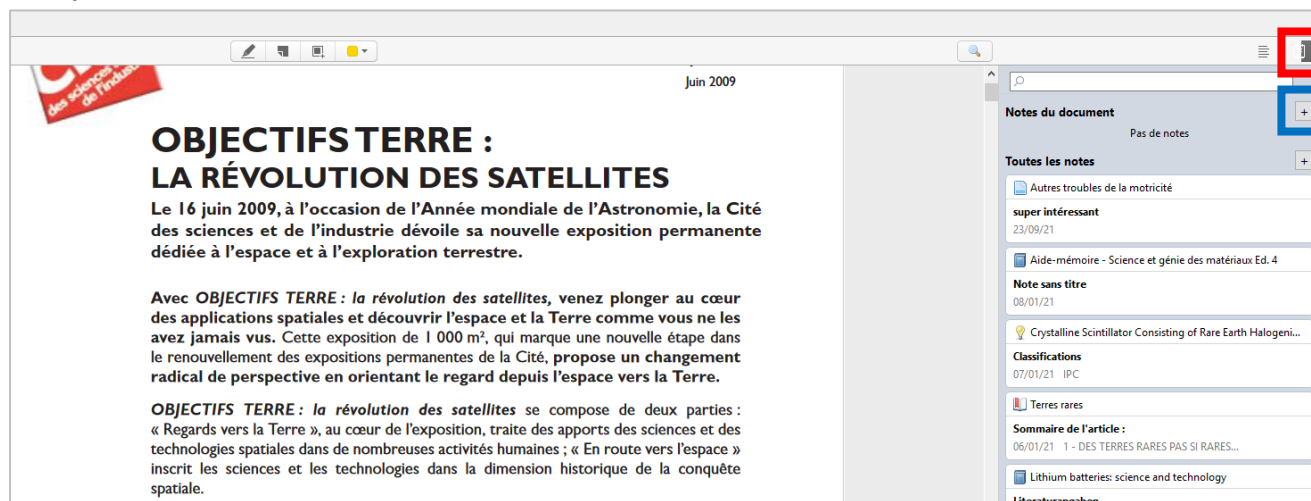 des sciences
de l'industrie
Juin 2009
OBJECTIFS TERRE :
LA RÉVOLUTION DES SATELLITES
Le 16 juin 2009, à l'occasion de l'Année mondiale de l'Astronomie, la Cité
des sciences et de l'industrie dévoile sa nouvelle exposition permanente
dédiée à l'espace et à l'exploration terrestre.
Avec OBJECTIFS TERRE : la révolution des satellites, venez plonger au cœur
des applications spatiales et découvrir l'espace et la Terre comme vous ne les
avez jamais vus. Cette exposition de 1 000 m², qui marque une nouvelle étape dans
le renouvellement des expositions permanentes de la Cité, propose un changement
radical de perspective en orientant le regard depuis l'espace vers la Terre.
OBJECTIFS TERRE : la révolution des satellites se compose de deux parties :
« Regards vers la Terre », au cœur de l'exposition, traite des apports des sciences et des
technologies spatiales dans de nombreuses activités humaines ; « En route vers l'espace »
inscrit les sciences et les technologies dans la dimension historique de la conquête
spatiale.
Notes du document
+
Pas de notes
Toutes les notes
+
Autres troubles de la motricité
super intéressant
23/09/21
Aide-mémoire - Science et génie des matériaux Ed. 4
Note sans titre
08/01/21
Crystalline Scintillator Consisting of Rare Earth Halogeni...
Classifications
07/01/21 IPC
Terres rares
Sommaire de l'article :
06/01/21 1 - DES TERRES RARES PAS SI RARES...
Lithium batteries: science and technology
Literaturangaben